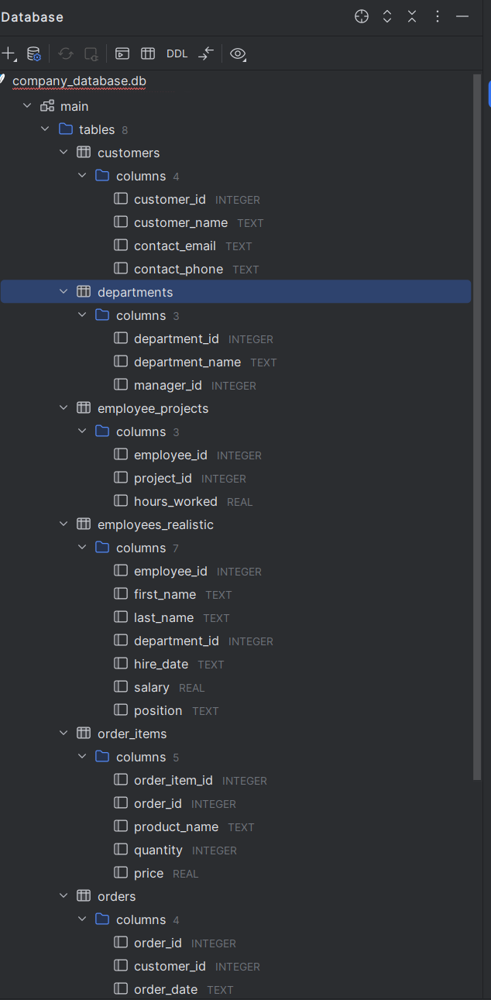 Database
DDL
company_database.db
main
tables 8
customers
columns 4
customer_id INTEGER
customer_name TEXT
contact_email TEXT
contact_phone TEXT
departments
columns 3
department_id INTEGER
department_name TEXT
manager_id INTEGER
employee_projects
columns 3
employee_id INTEGER
project_id INTEGER
hours_worked REAL
employees_realistic
columns 7
employee_id INTEGER
first_name TEXT
last_name TEXT
department_id INTEGER
hire_date TEXT
salary REAL
position TEXT
order_items
columns 5
order_item_id INTEGER
order_id INTEGER
product_name TEXT
quantity INTEGER
price REAL
orders
columns 4
order_id INTEGER
customer_id INTEGER
order_date TEXT